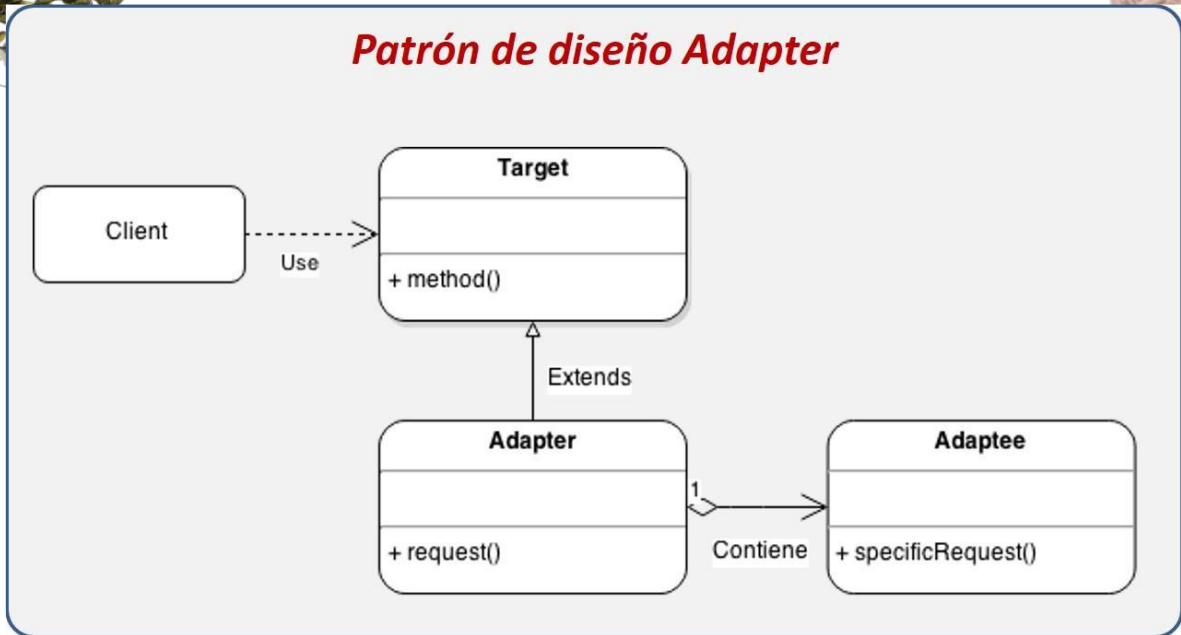 Patrón de diseño Adapter
Target
Client
Use
+ method()
Extends
Adapter
Adaptee
1
+ request()
Contiene
+ specificRequest()